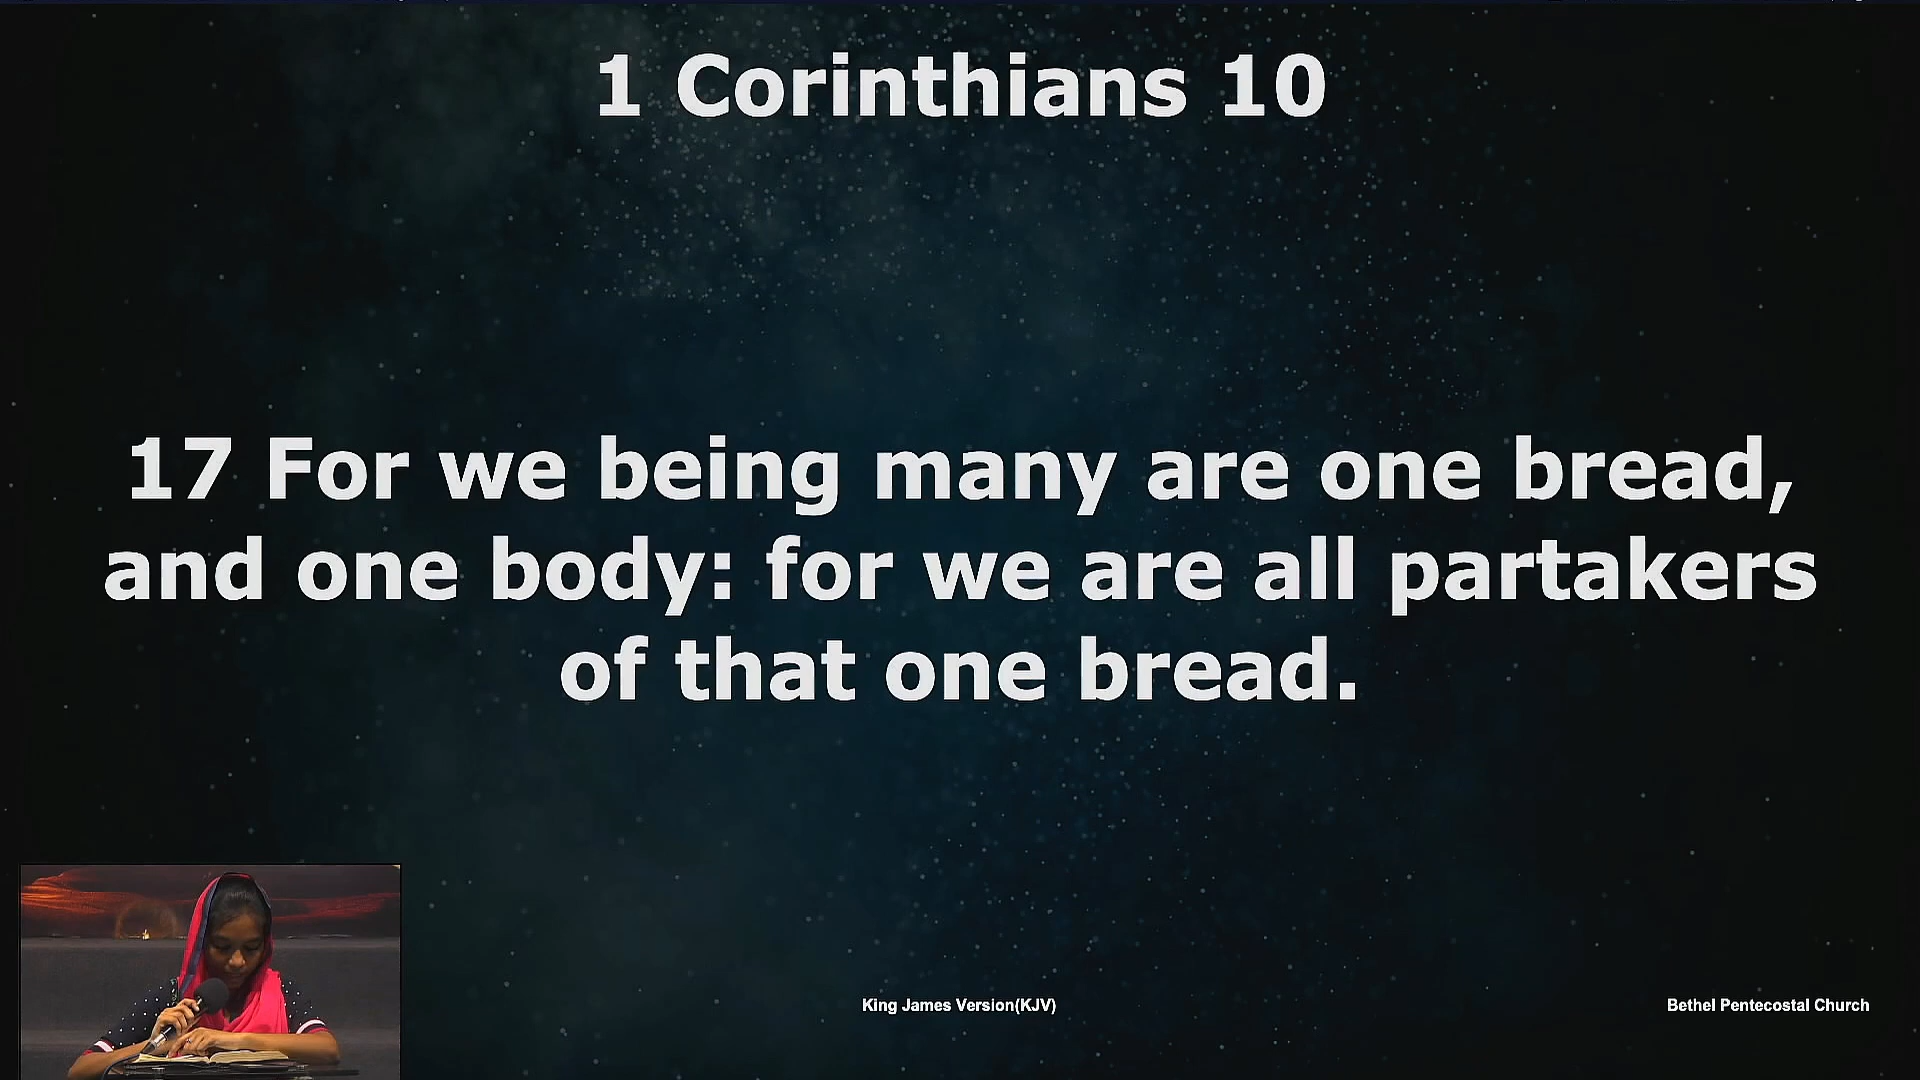 1 Corinthians 10
17 For we being many are one bread,
and one body: for we are all partakers
of that one bread.
King James Version(KJV)
Bethel Pentecostal Church